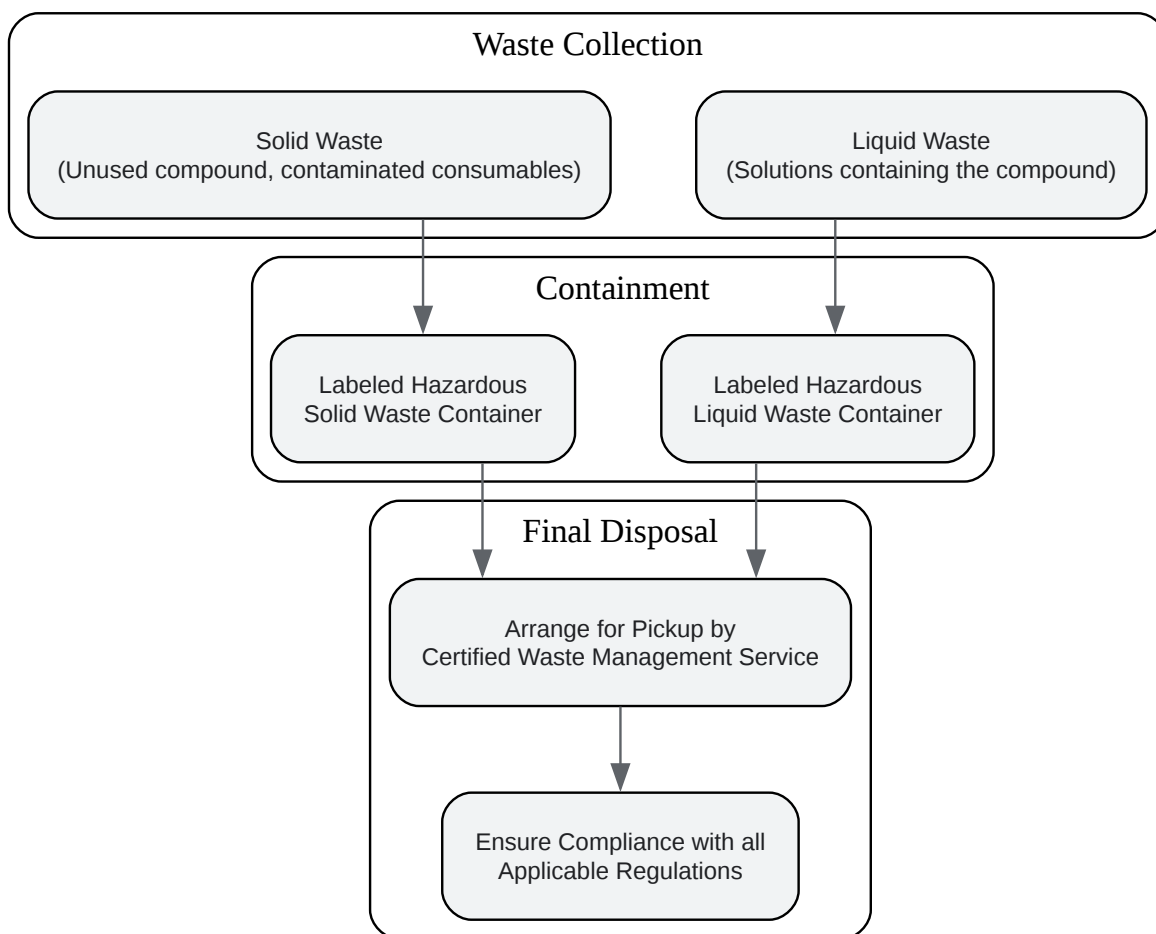 Waste Collection
Solid Waste
(Unused compound, contaminated consumables)
Liquid Waste
(Solutions containing the compound)
Containment
Labeled Hazardous
Solid Waste Container
Labeled Hazardous
Liquid Waste Container
Final Disposal
Arrange for Pickup by
Certified Waste Management Service
Ensure Compliance with all
Applicable Regulations